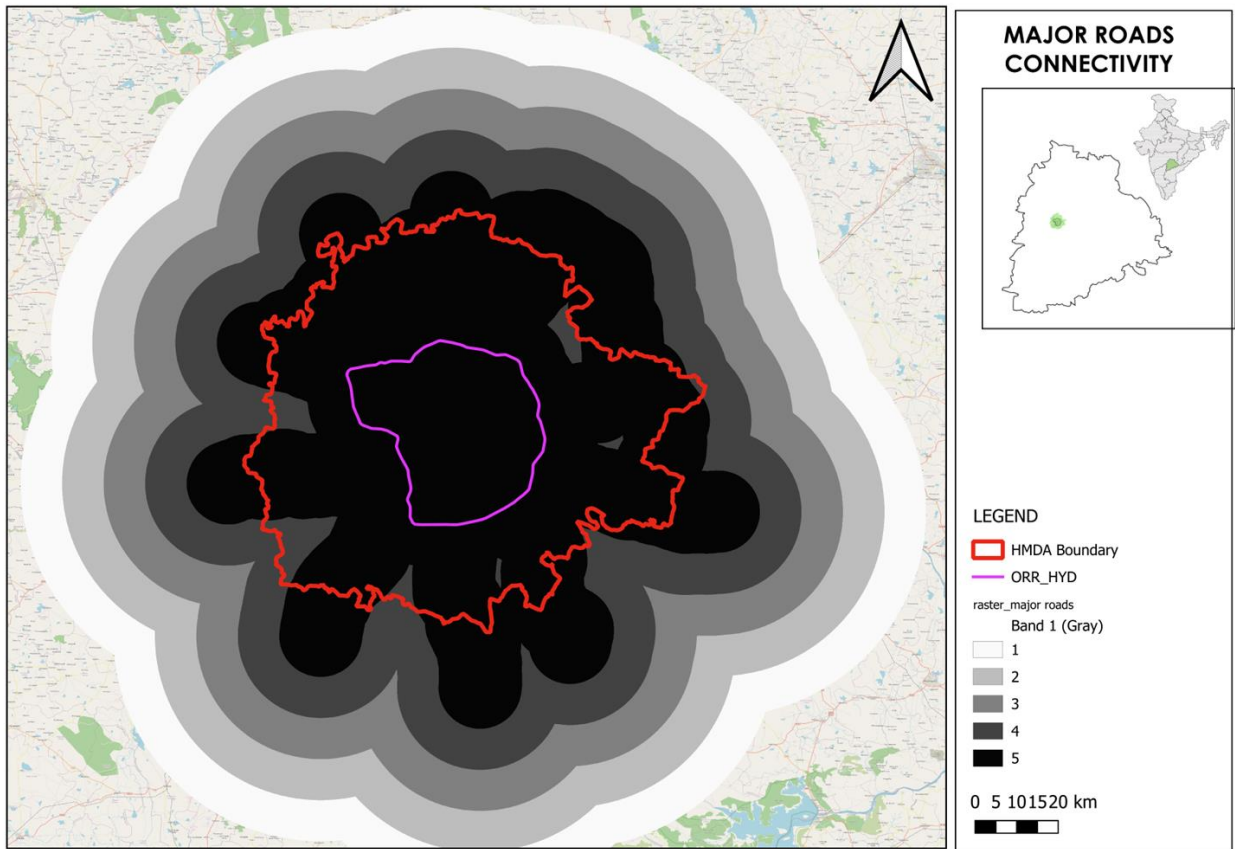 MAJOR ROADS
CONNECTIVITY
LEGEND
HMDA Boundary
ORR_HYD
raster_major roads
Band 1 (Gray)
1
2
3
4
5
0 5 101520 km